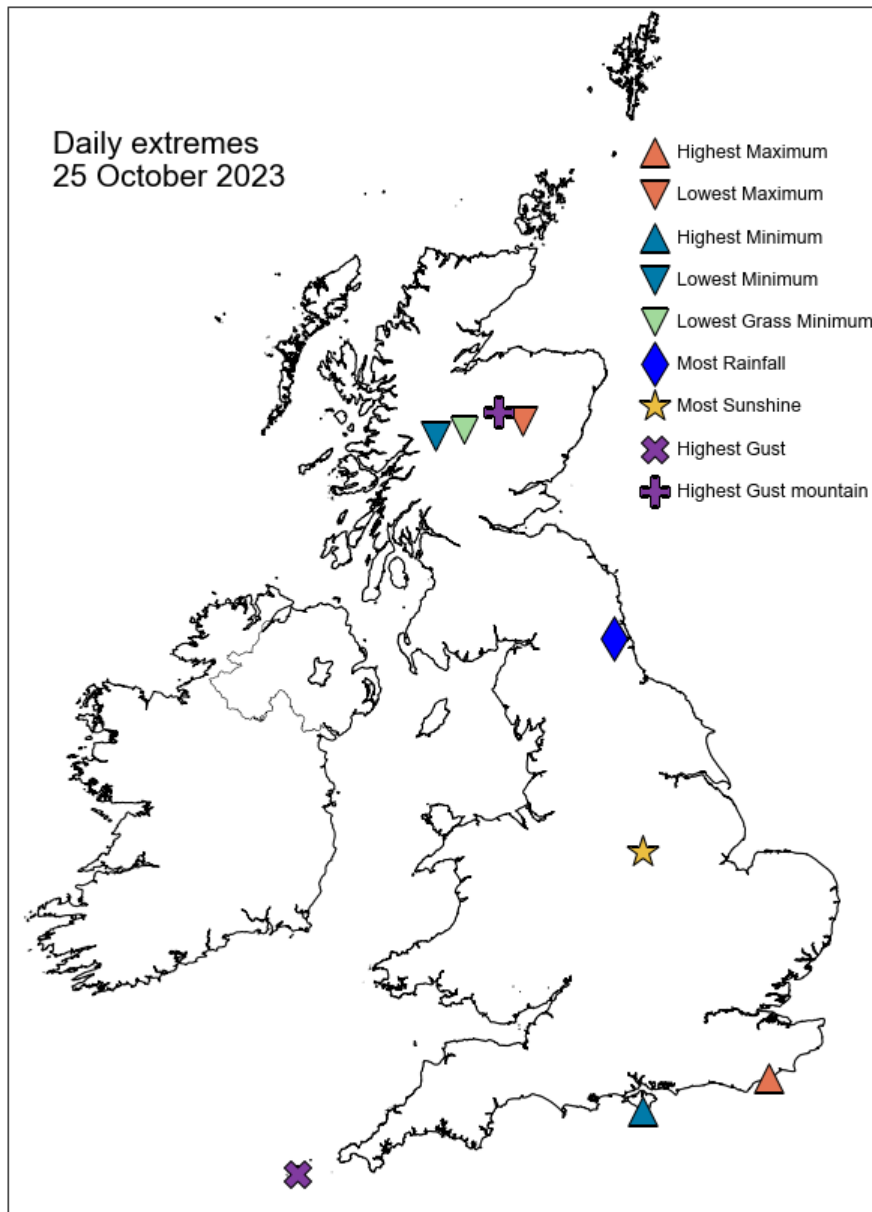 Daily extremes
25 October 2023
Highest Maximum
Lowest Maximum
Highest Minimum
Lowest Minimum
Lowest Grass Minimum
Most Rainfall
Most Sunshine
Highest Gust
Highest Gust mountain